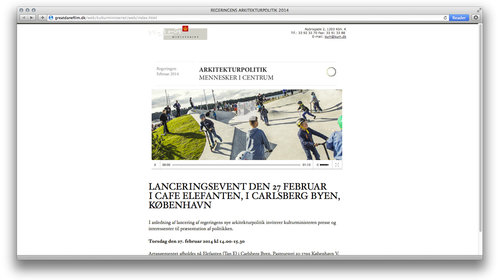 REGERINGENS ARKITEKTURPOLITIK 2014
greatdanefilm.dk/web/kulturministeriet/web/index.html
Reader
Nybrogade 2, 1203 Kbh. K
Tlf.: 33 92 33 70 Fax: 33 91 33 88
E-mail: kum@kum.dk
Regeringen
februar 2014
ARKITEKTURPOLITIK
MENNESKER I CENTRUM
00:00
LANCERINGSEVENT DEN 27 FEBRUAR
I CAFE ELEFANTEN, I CARLSBERG BYEN,
KØBENHAVN
I anledning af lancering af regeringens nye arkitekturpolitik inviterer kulturministeren presse og
interessenter til præsentation af politikken.
Torsdag den 27. februar 2014 kl 14.00-15.30
Arrangementet afholdes på Elefanten (Tap E) i Carlsberg Byen, 1799 København V.